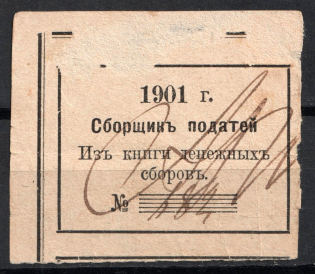 1901 г.
Сборщикъ податей
Изъ книги денежныхъ
сборовъ.
№